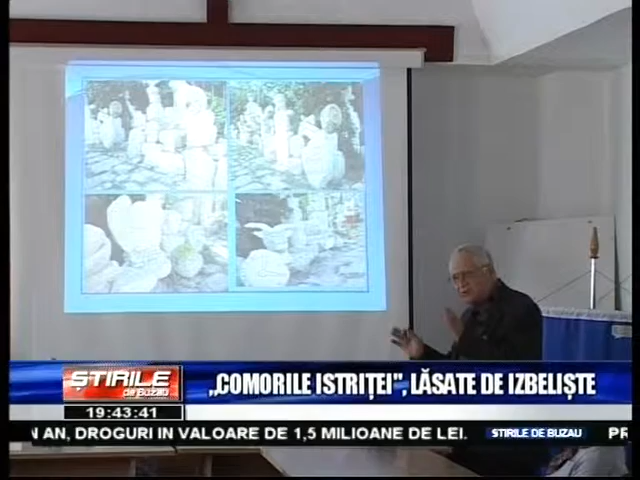 ȘTIRILE
de BUZĂU
19:43:41
„COMORILE ISTRIȚEI”, LĂSATE DE IZBELIȘTE
N AN, DROGURI IN VALOARE DE 1,5 MILIOANE DE LEI. STIRILE DE BUZAU PR